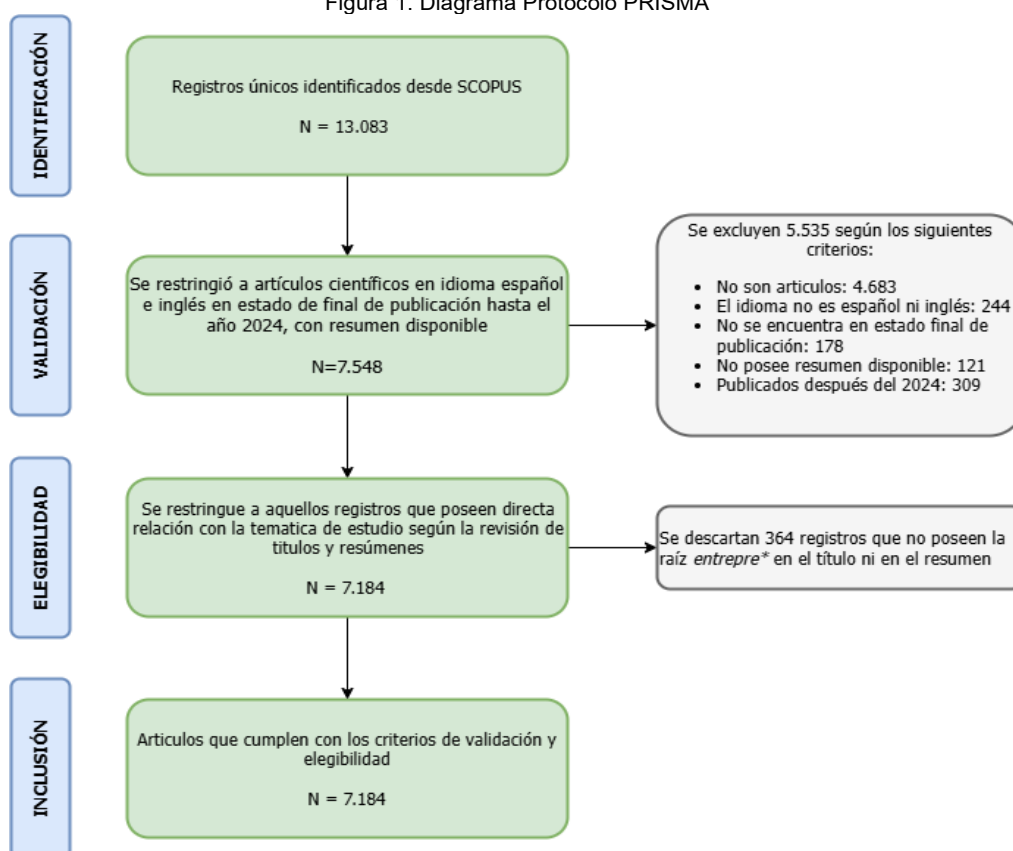 Figura 1. Diagrama Protocolo PRISMA
IDENTIFICACIÓN
Registros únicos identificados desde SCOPUS
N = 13.083
VALIDACIÓN
Se restringió a artículos científicos en idioma español
e inglés en estado de final de publicación hasta el
año 2024, con resumen disponible
N=7.548
Se excluyen 5.535 según los siguientes
criterios:
• No son articulos: 4.683
• El idioma no es español ni inglés: 244
• No se encuentra en estado final de
publicación: 178
• No posee resumen disponible: 121
• Publicados después del 2024: 309
ELEGIBILIDAD
Se restringe a aquellos registros que poseen directa
relación con la tematica de estudio según la revisión de
titulos y resúmenes
N = 7.184
Se descartan 364 registros que no poseen la
raíz entrepre* en el título ni en el resumen
INCLUSIÓN
Articulos que cumplen con los criterios de validación y
elegibilidad
N = 7.184